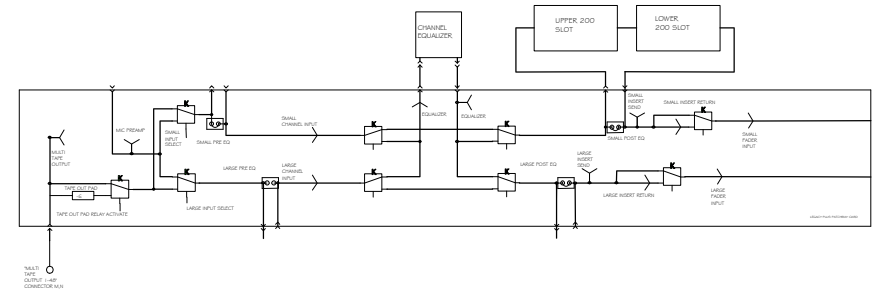 CHANNEL
EQUALIZER
UPPER 200
SLOT
LOWER
200 SLOT
MULTI
TAPE
OUTPUT
MIC PREAMP
K
SMALL
INPUT
SELECT
SMALL PRE EQ
SMALL
CHANNEL INPUT
K
EQUALIZER
EQUALIZER
K
SMALL
INSERT
SEND
SMALL INSERT RETURN
K
SMALL POST EQ
SMALL
FADER
INPUT
TAPE OUT PAD
K
TAPE OUT PAD RELAY ACTIVATE
K
LARGE INPUT SELECT
LARGE PRE EQ
LARGE
CHANNEL
INPUT
K
K
LARGE POST EQ
LARGE
INSERT
SEND
LARGE INSERT RETURN
K
LARGE
FADER
INPUT
*MULTI
TAPE
OUTPUT 1-48*
CONNECTOR M,N